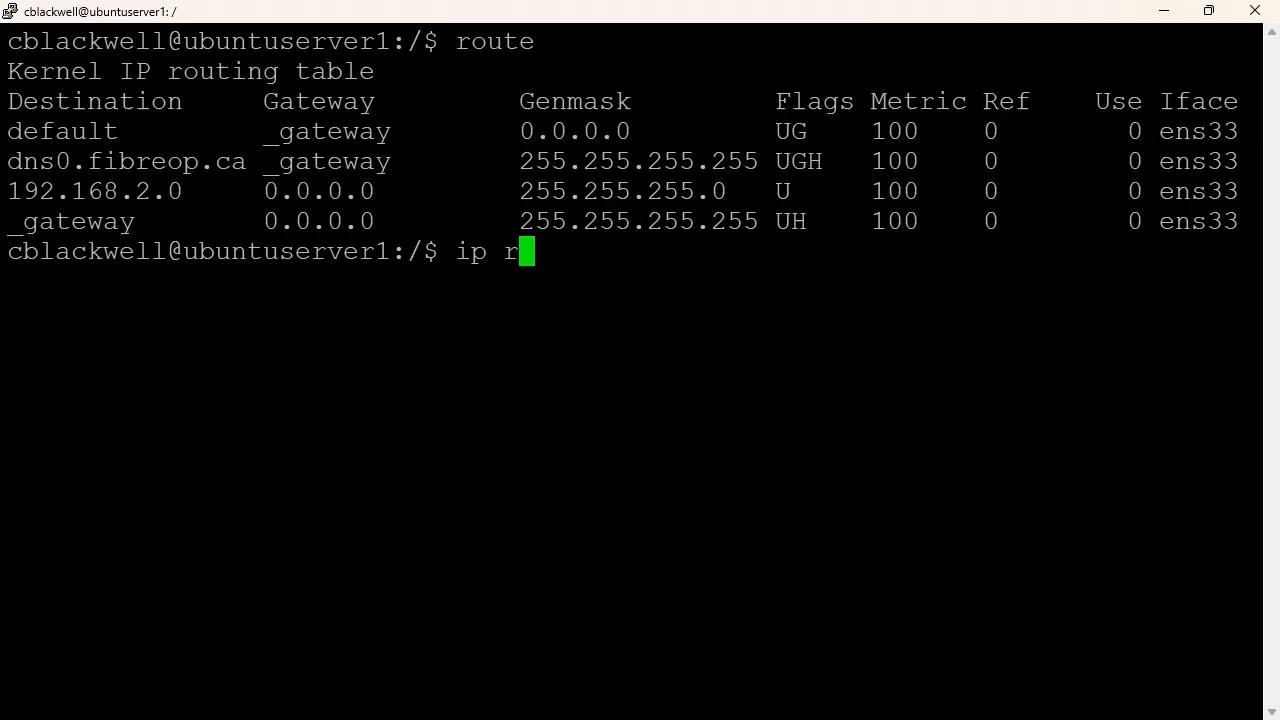 cblackwell@ubuntuserver1: /
cblackwell@ubuntuserver1:/$ route
Kernel IP routing table
Destination     Gateway         Genmask         Flags Metric Ref    Use Iface
default         _gateway        0.0.0.0         UG    100    0        0 ens33
dns0.fibreop.ca _gateway        255.255.255.255 UGH   100    0        0 ens33
192.168.2.0     0.0.0.0         255.255.255.0   U     100    0        0 ens33
_gateway        0.0.0.0         255.255.255.255 UH    100    0        0 ens33
cblackwell@ubuntuserver1:/$ ip r